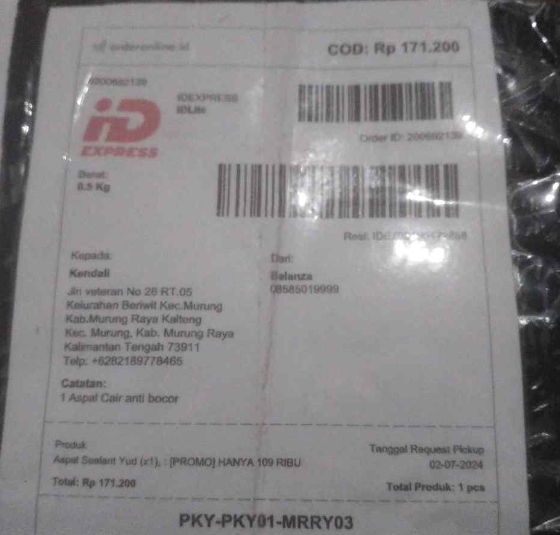 orderonline.id
COD: Rp 171.200
IDEXPRESS
IDLite
iD
EXPRESS
Order ID: 200692139
Berat:
0.5 Kg
Resi:
Kepada:
Kendali
Jln veteran No 26 RT.05
Kelurahan Beriwit Kec.Murung
Kab.Murung Raya Kalteng
Kec. Murung, Kab. Murung Raya
Kalimantan Tengah 73911
Telp: +6282189778465
Dari:
Balanza
08585019999
Catatan:
1 Aspal Cair anti bocor
Produk
Aspal Sealant Yud (x1), : [PROMO] HANYA 109 RIBU
Total: Rp 171.200
Tanggal Request Pickup
02-07-2024
Total Produk: 1 pcs
PKY-PKY01-MRRY03